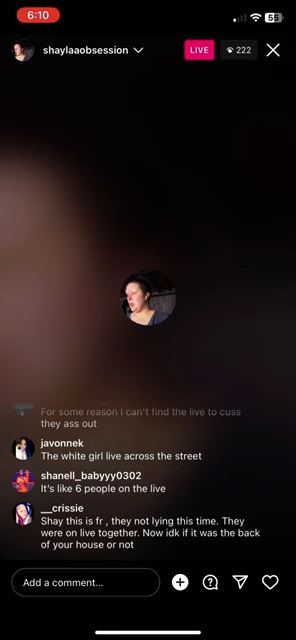 6:10
55
shaylaaobsession
LIVE
222
For some reason i can't find the live to cuss
they ass out
javonnek
The white girl live across the street
shanell_babyyy0302
It's like 6 people on the live
__crissie
Shay this is fr , they not lying this time. They
were on live together. Now idk if it was the back
of your house or not
Add a comment...